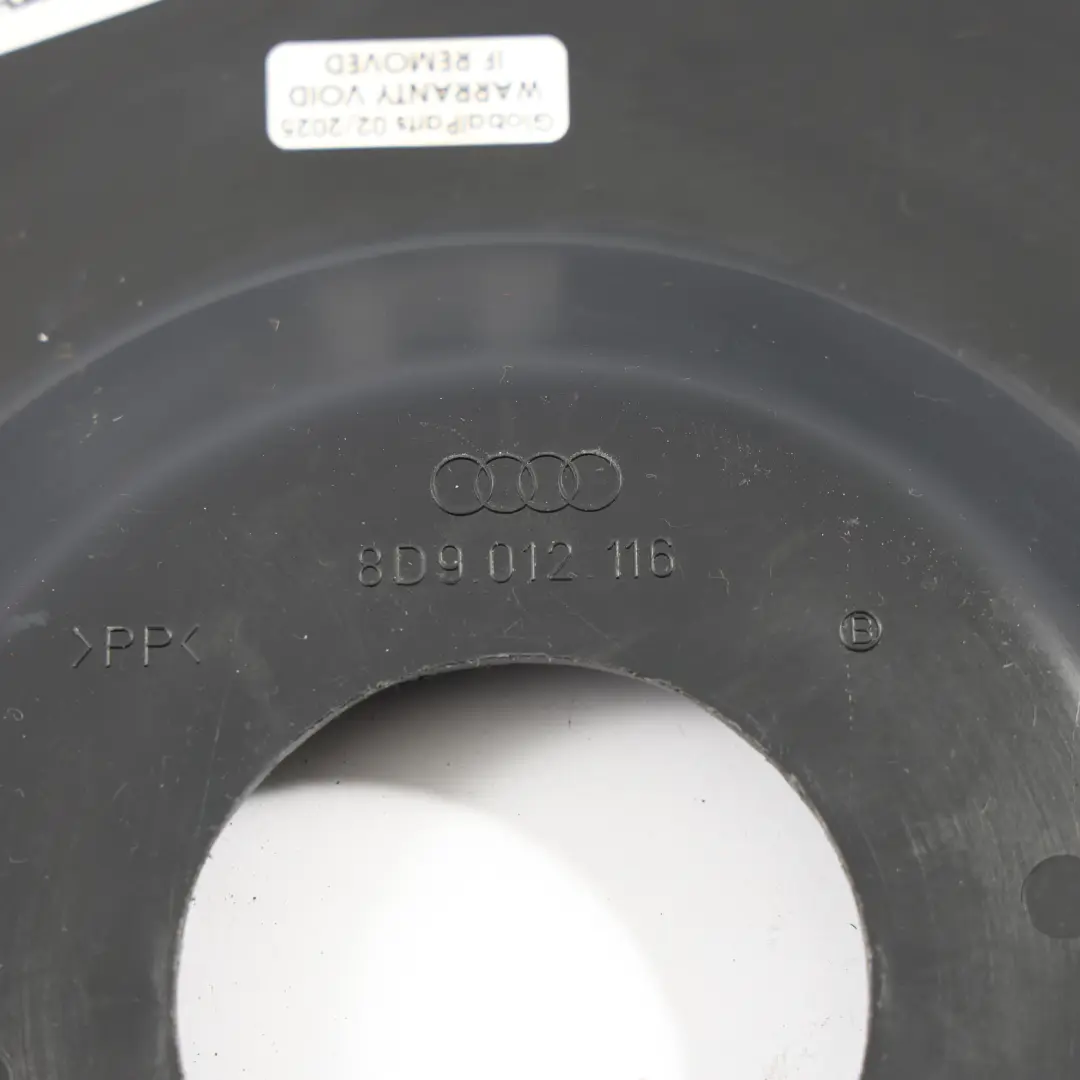 GlobalParts 02/2025
WARRANTY VOID
IF REMOVED
8D9 012 116
>PP<
B